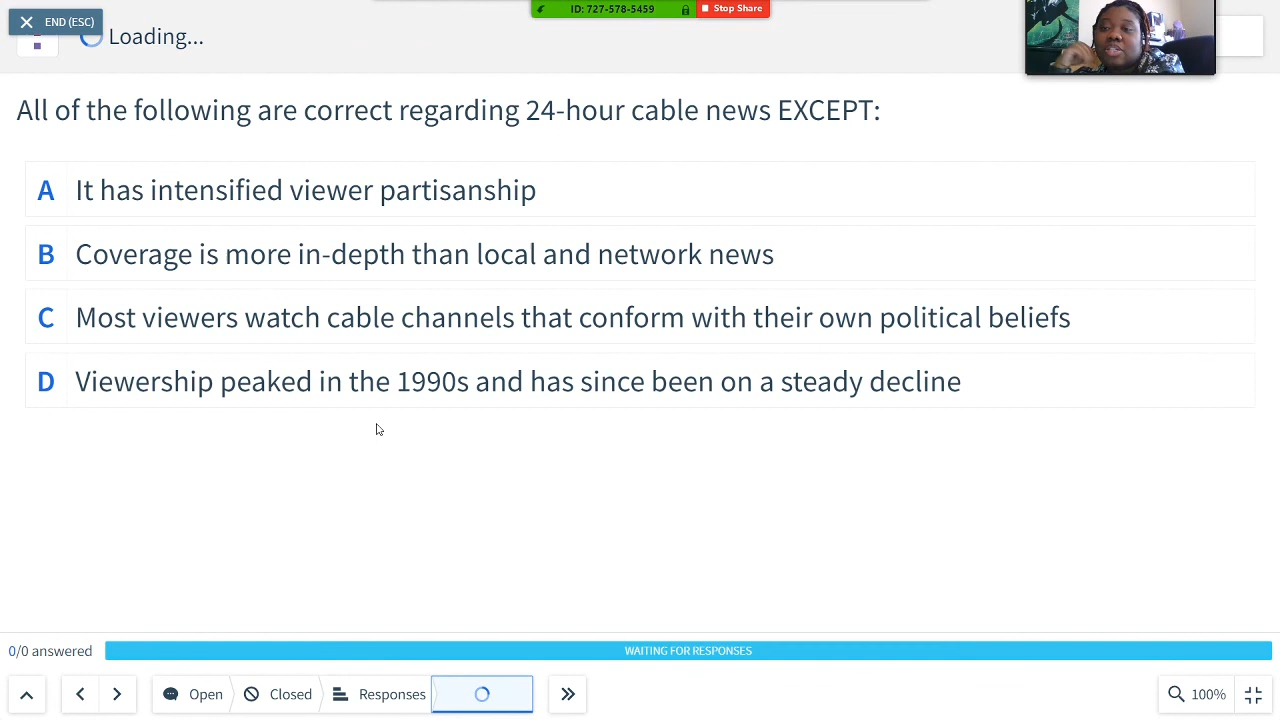 END (ESC)
ID: 727-578-5459
Stop Share
Loading...
All of the following are correct regarding 24-hour cable news EXCEPT:
A It has intensified viewer partisanship
B Coverage is more in-depth than local and network news
C Most viewers watch cable channels that conform with their own political beliefs
D Viewership peaked in the 1990s and has since been on a steady decline
0/0 answered
WAITING FOR RESPONSES
Open
Closed
Responses
100%